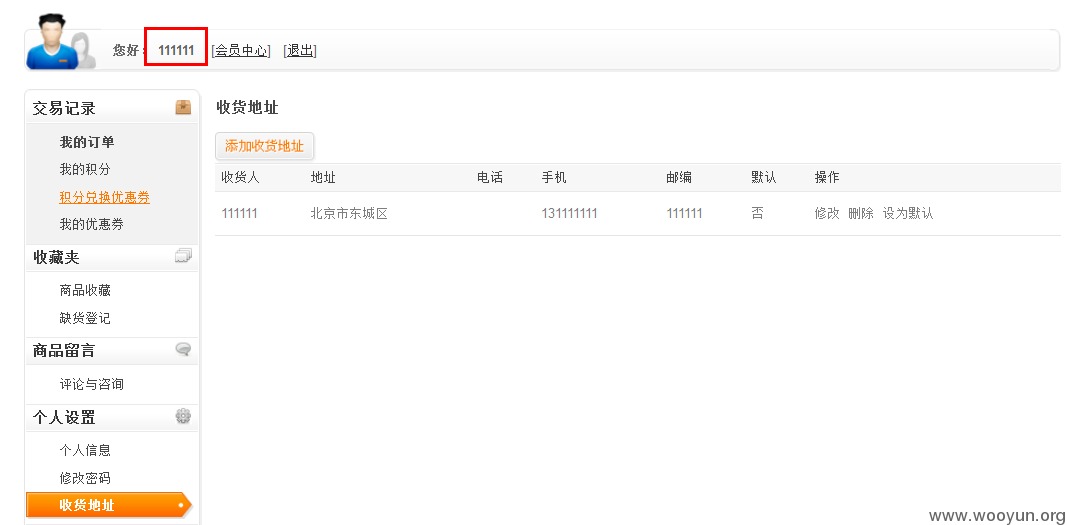 您好: 111111 [会员中心] [退出]
交易记录
我的订单
我的积分
积分兑换优惠券
我的优惠券
收藏夹
商品收藏
缺货登记
商品留言
评论与咨询
个人设置
个人信息
修改密码
收货地址
收货地址
添加收货地址
收货人 地址 电话 手机 邮编 默认 操作
111111 北京市东城区 131111111 111111 否 修改 删除 设为默认
www.wooyun.org